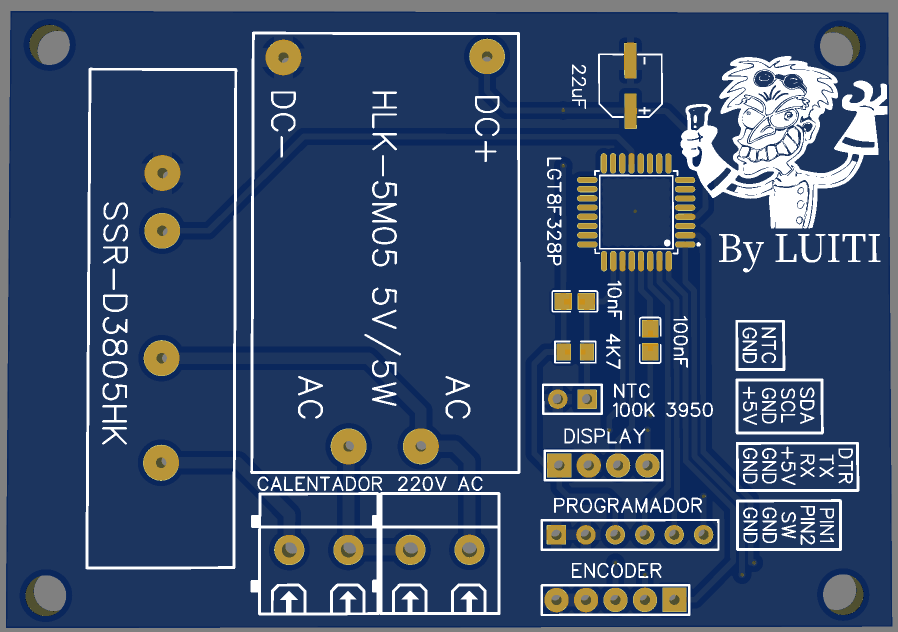 DC-
HLK-5M05 5V/5W
DC+
AC
AC
SSR-D3805HK
22uF
-
+
LGT8F328P
By LUITI
10nF
4K7
100nF
NTC
100K 3950
DISPLAY
PROGRAMADOR
ENCODER
CALENTADOR 220V AC
NTC
GND
SDA
SCL
GND
+5V
DTR
TX
RX
+5V
GND
GND
PIN1
PIN2
SW
GND
GND